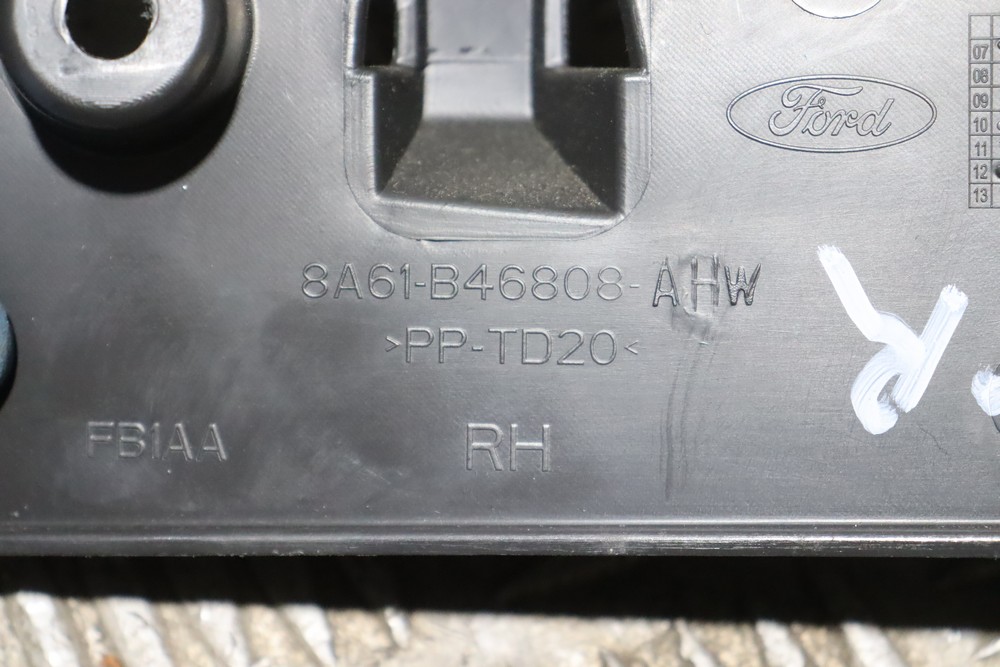 Ford
07
08
09
10
11
12
13
8A61-B46808-AHW
>PP-TD20<
FB1AA
RH
R